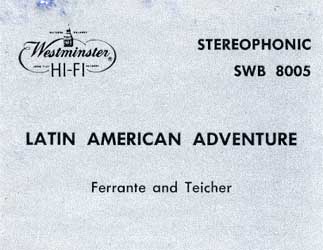 Westminster®
HI-FI
STEREOPHONIC
SWB 8005
LATIN AMERICAN ADVENTURE
Ferrante and Teicher